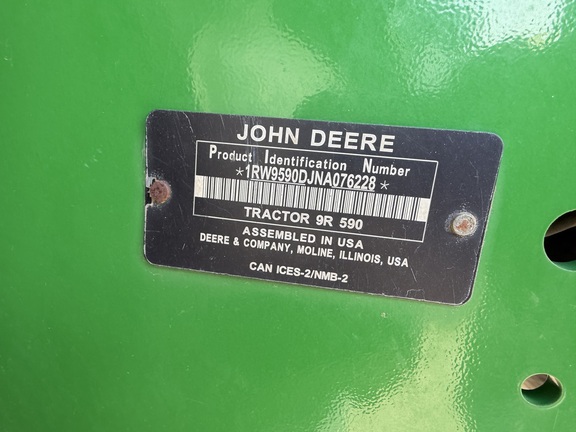 JOHN DEERE
Product Identification Number
*1RW9590DJNA076228*
TRACTOR 9R 590
ASSEMBLED IN USA
DEERE & COMPANY, MOLINE, ILLINOIS, USA
CAN ICES-2/NMB-2